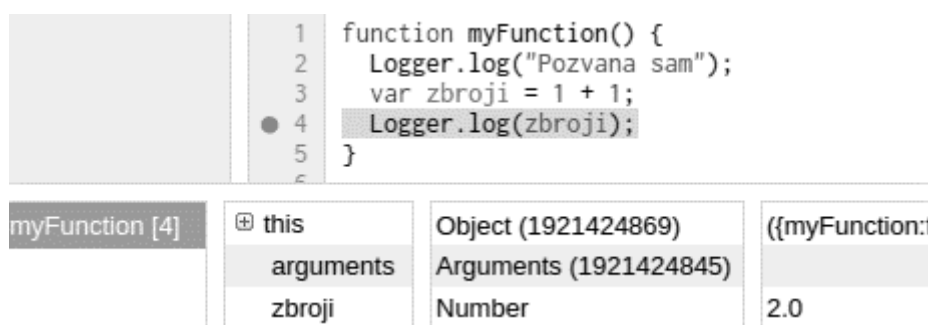 1 function myFunction() {
2 Logger.log("Pozvana sam");
3 var zbroji = 1 + 1;
4 Logger.log(zbroji);
5 }
myFunction [4] this Object (1921424869) ({myFunction:
arguments Arguments (1921424845)
zbroji Number 2.0